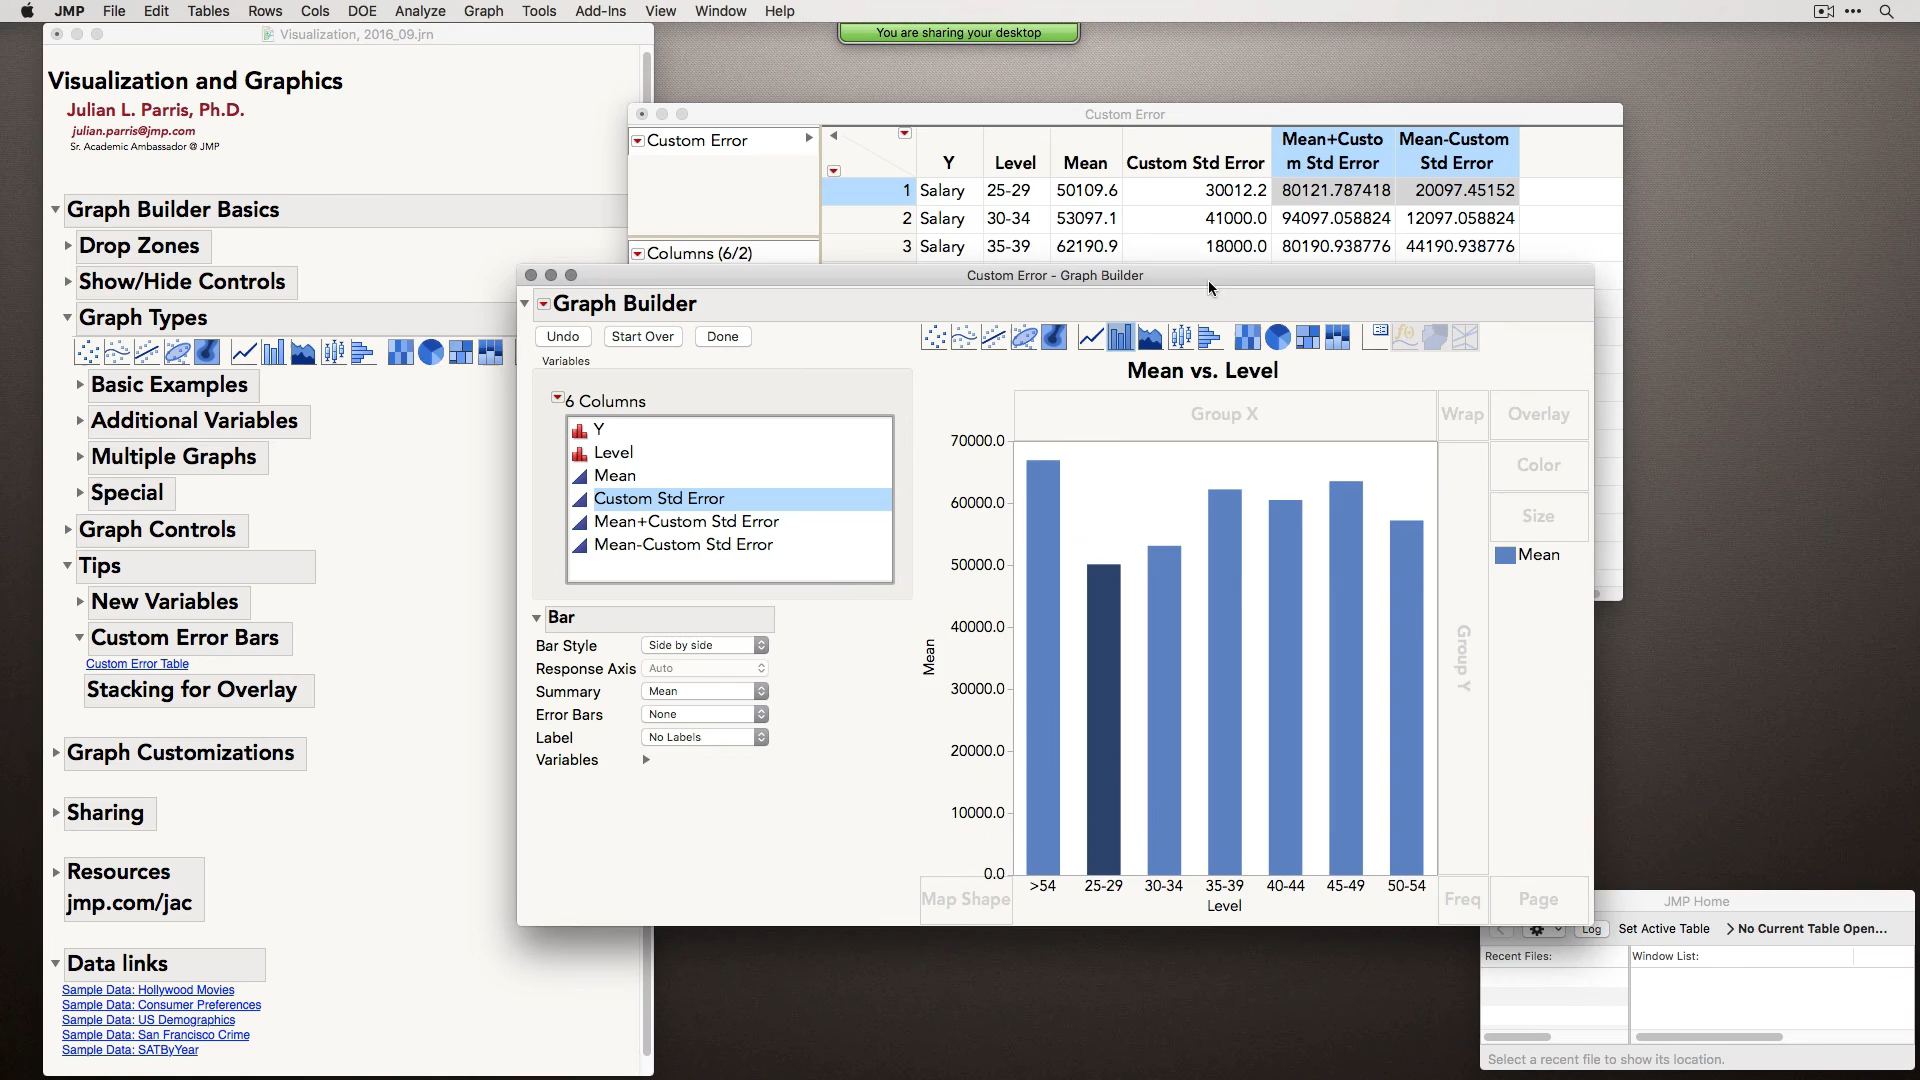 JMP File Edit Tables Rows Cols DOE Analyze Graph Tools Add-Ins View Window Help
You are sharing your desktop
Visualization, 2016_09.jrn
Visualization and Graphics
Julian L. Parris, Ph.D.
julian.parris@jmp.com
Sr. Academic Ambassador @ JMP
Graph Builder Basics
Drop Zones
Show/Hide Controls
Graph Types
Basic Examples
Additional Variables
Multiple Graphs
Special
Graph Controls
Tips
New Variables
Custom Error Bars
Custom Error Table
Stacking for Overlay
Graph Customizations
Sharing
Resources
jmp.com/jac
Data links
Sample Data: Hollywood Movies
Sample Data: Consumer Preferences
Sample Data: US Demographics
Sample Data: San Francisco Crime
Sample Data: SATByYear
Custom Error
Custom Error
Columns (6/2)
Y Level Mean Custom Std Error Mean+Custo
m Std Error Mean-Custom
Std Error
1 Salary 25-29 50109.6 30012.2 80121.787418 20097.45152
2 Salary 30-34 53097.1 41000.0 94097.058824 12097.058824
3 Salary 35-39 62190.9 18000.0 80190.938776 44190.938776
Custom Error - Graph Builder
Graph Builder
Undo Start Over Done
Variables
6 Columns
Y
Level
Mean
Custom Std Error
Mean+Custom Std Error
Mean-Custom Std Error
Bar
Bar Style Side by side
Response Axis Auto
Summary Mean
Error Bars None
Label No Labels
Variables
Mean vs. Level
Group X Wrap Overlay
Color
Size
Mean
Group Y
70000.0
60000.0
50000.0
40000.0
30000.0
20000.0
10000.0
0.0
Mean
>54 25-29 30-34 35-39 40-44 45-49 50-54
Level
Map Shape Freq Page
JMP Home
Log Set Active Table No Current Table Open...
Recent Files: Window List:
Select a recent file to show its location.